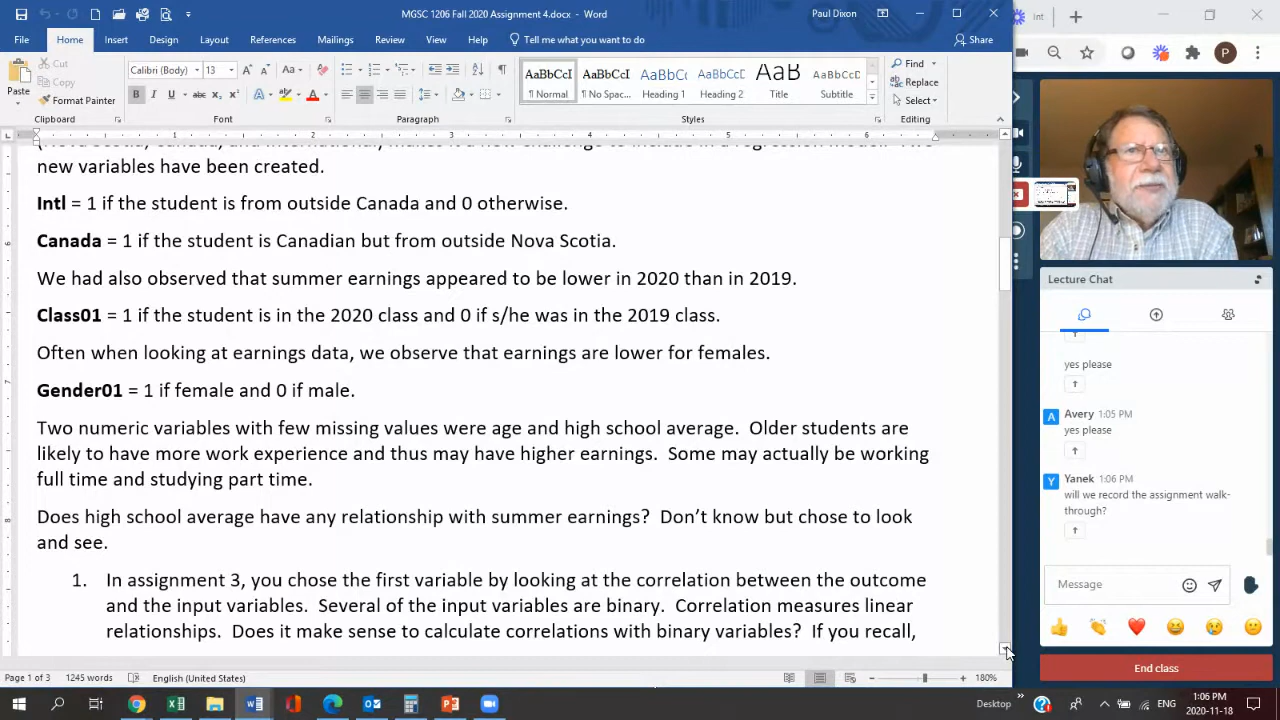 MGSC 1206 Fall 2020 Assignment 4.docx - Word
Paul Dixon
File
Home
Insert
Design
Layout
References
Mailings
Review
View
Help
Tell me what you want to do
Share
Paste
Cut
Copy
Format Painter
Clipboard
Calibri (Body)
13
Font
Paragraph
AaBbCcI
¶ Normal
AaBbCcI
¶ No Spac...
AaBbC
Heading 1
AaBbCcI
Heading 2
AaB
Title
AaBbCcD
Subtitle
Styles
Find
Replace
Select
Editing
new variables have been created.
Intl = 1 if the student is from outside Canada and 0 otherwise.
Canada = 1 if the student is Canadian but from outside Nova Scotia.
We had also observed that summer earnings appeared to be lower in 2020 than in 2019.
Class01 = 1 if the student is in the 2020 class and 0 if s/he was in the 2019 class.
Often when looking at earnings data, we observe that earnings are lower for females.
Gender01 = 1 if female and 0 if male.
Two numeric variables with few missing values were age and high school average. Older students are
likely to have more work experience and thus may have higher earnings. Some may actually be working
full time and studying part time.
Does high school average have any relationship with summer earnings? Don't know but chose to look
and see.
1. In assignment 3, you chose the first variable by looking at the correlation between the outcome
and the input variables. Several of the input variables are binary. Correlation measures linear
relationships. Does it make sense to calculate correlations with binary variables? If you recall,
Page 1 of 3
1245 words
English (United States)
180%
Int
P
Lecture Chat
yes please
Avery 1:05 PM
yes please
Yanek 1:06 PM
will we record the assignment walk-
through?
Message
End class
Desktop
ENG
1:06 PM
2020-11-18